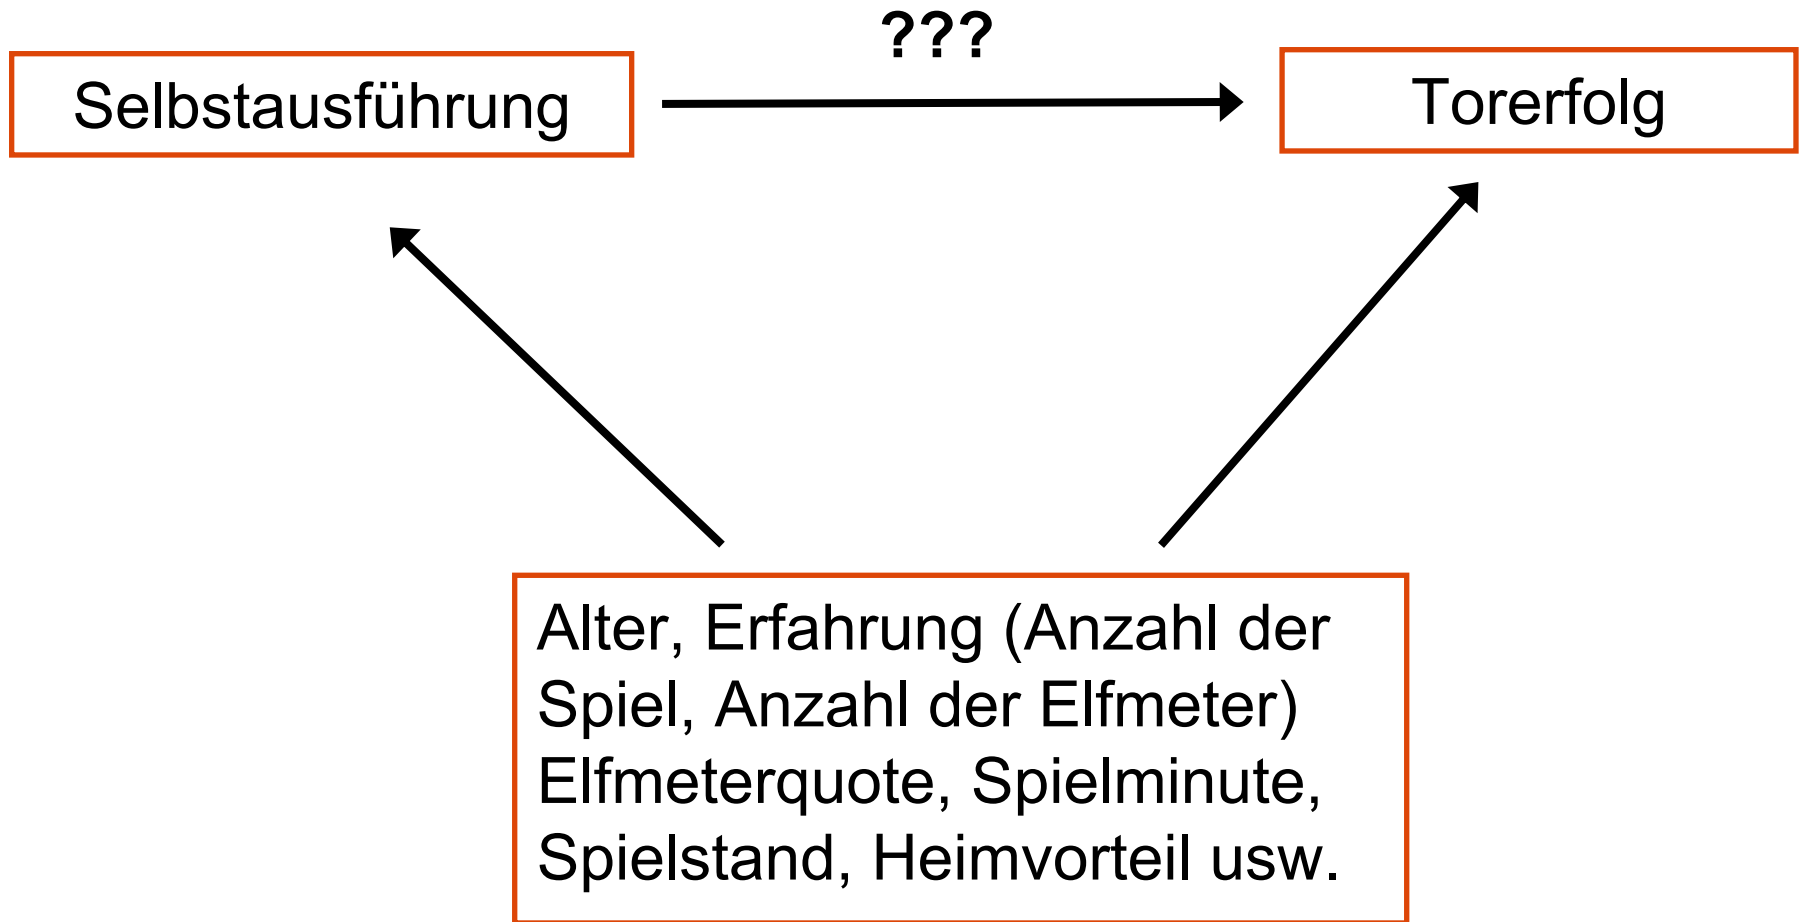 ???
Selbstausführung
Torerfolg
Alter, Erfahrung (Anzahl der
Spiel, Anzahl der Elfmeter)
Elfmeterquote, Spielminute,
Spielstand, Heimvorteil usw.